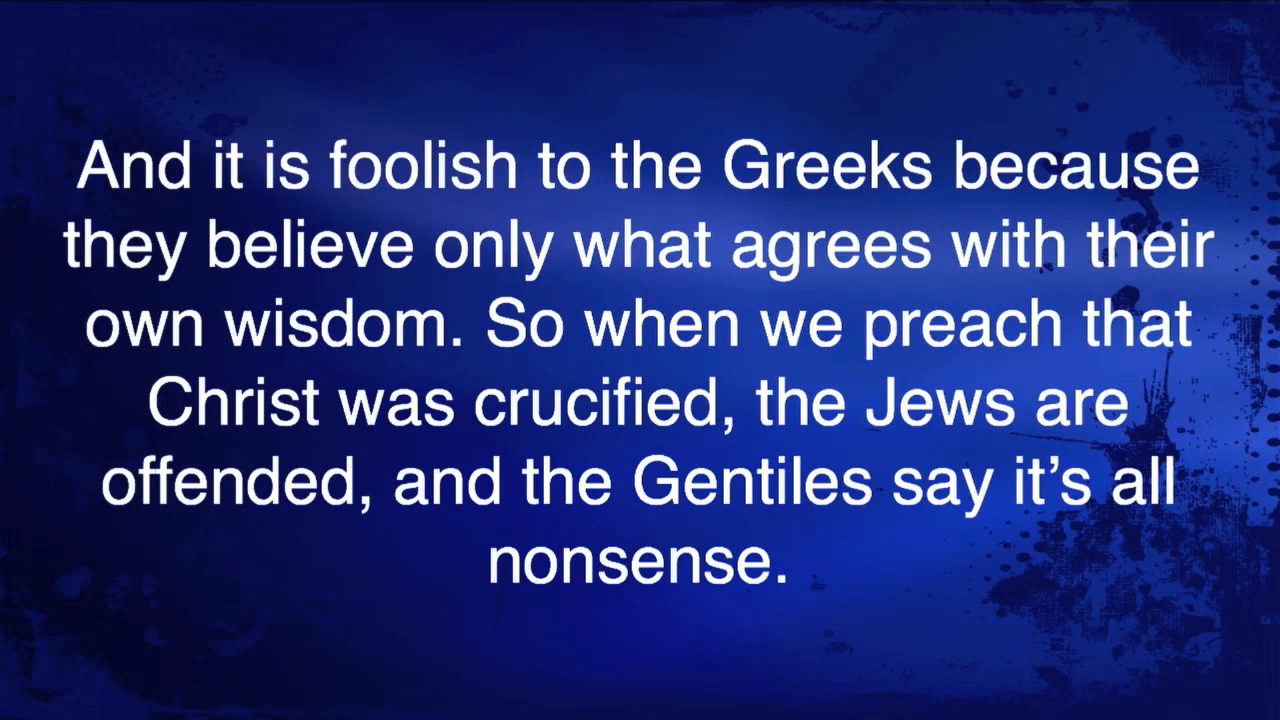 And it is foolish to the Greeks because
they believe only what agrees with their
own wisdom. So when we preach that
Christ was crucified, the Jews are
offended, and the Gentiles say it’s all
nonsense.